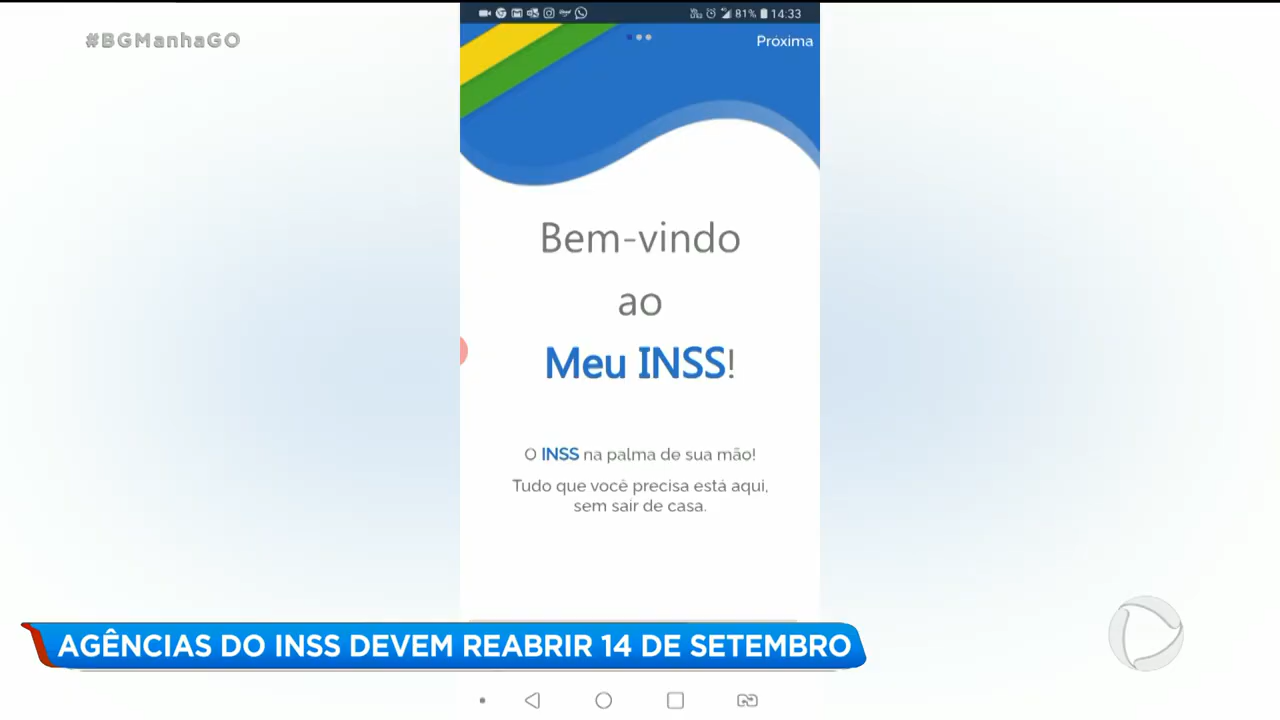 #BGManhaGO
81% 14:33
Próxima
Bem-vindo
ao
Meu INSS!
O INSS na palma de sua mão!
Tudo que você precisa está aqui,
sem sair de casa.
AGÊNCIAS DO INSS DEVEM REABRIR 14 DE SETEMBRO